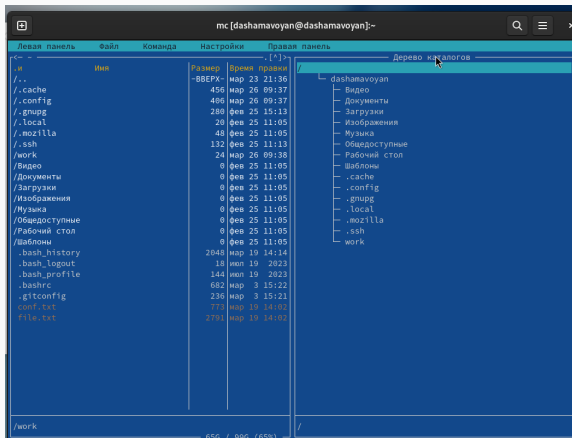 mc [dashamavoyan@dashamavoyan]:~
Левая панель Файл Команда Настройки Правая панель
<— ~ .[^]> Дерево каталогов
.и Имя Размер Время правки /
/.. -ВВЕРХ- мар 23 21:36
/.cache 456 мар 26 09:37
/.config 406 мар 26 09:37
/.gnupg 280 фев 25 15:13
/.local 20 фев 25 11:05
/.mozilla 48 фев 25 11:05
/.ssh 132 фев 25 11:13
/work 24 мар 26 09:38
/Видео 0 фев 25 11:05
/Документы 0 фев 25 11:05
/Загрузки 0 фев 25 11:05
/Изображения 0 фев 25 11:05
/Музыка 0 фев 25 11:05
/Общедоступные 0 фев 25 11:05
/Рабочий стол 0 фев 25 11:05
/Шаблоны 0 фев 25 11:05
.bash_history 2048 мар 19 14:14
.bash_logout 18 июл 19 2023
.bash_profile 144 июл 19 2023
.bashrc 682 мар 3 15:22
.gitconfig 236 мар 3 15:21
conf.txt 773 мар 19 14:02
file.txt 2791 мар 19 14:02
/work
65G / 99G (65%)
dashamavoyan
Видео
Документы
Загрузки
Изображения
Музыка
Общедоступные
Рабочий стол
Шаблоны
.cache
.config
.gnupg
.local
.mozilla
.ssh
work
/